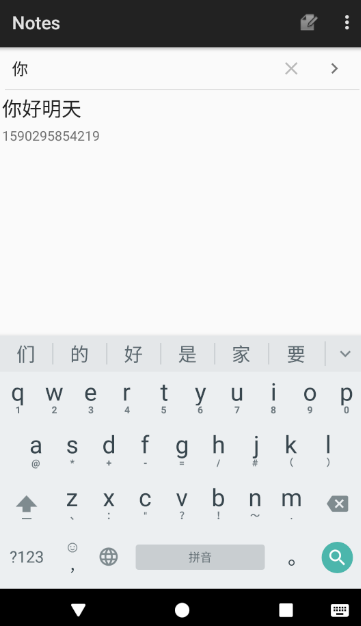 Notes
你
你好明天
1590295854219
们 的 好 是 家 要
q w e r t y u i o p
1 2 3 4 5 6 7 8 9 0
a s d f g h j k l
@ * + - = / # ( )
z x c v b n m
、 : " ? ! ~ .
?123 , 拼音 。